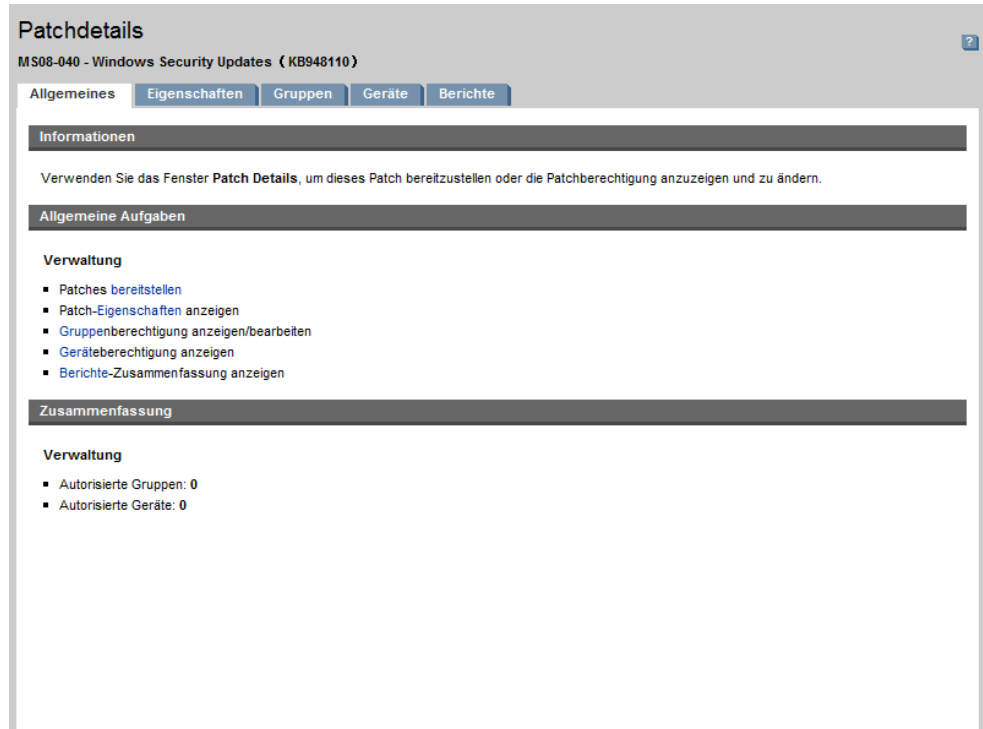 Patchdetails
?
MS08-040 - Windows Security Updates (KB948110)
Allgemeines Eigenschaften Gruppen Geräte Berichte
Informationen
Verwenden Sie das Fenster Patch Details, um dieses Patch bereitzustellen oder die Patchberechtigung anzuzeigen und zu ändern.
Allgemeine Aufgaben
Verwaltung
▪ Patches bereitstellen
▪ Patch-Eigenschaften anzeigen
▪ Gruppenberechtigung anzeigen/bearbeiten
▪ Geräteberechtigung anzeigen
▪ Berichte-Zusammenfassung anzeigen
Zusammenfassung
Verwaltung
▪ Autorisierte Gruppen: 0
▪ Autorisierte Geräte: 0